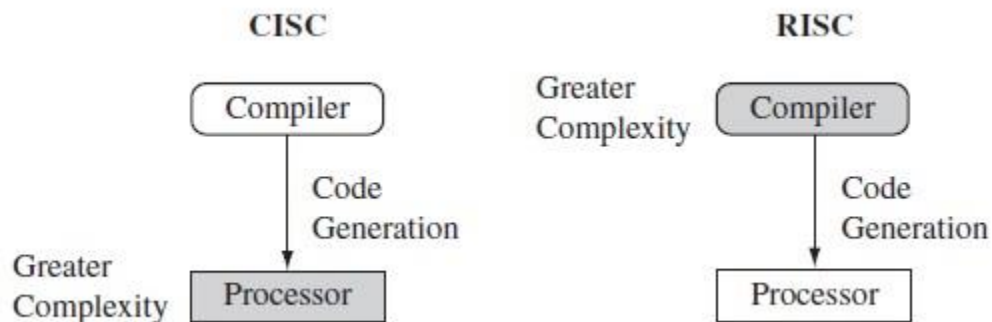 CISC
Compiler
Code
Generation
Greater
Complexity
Processor
RISC
Greater
Complexity
Compiler
Code
Generation
Processor